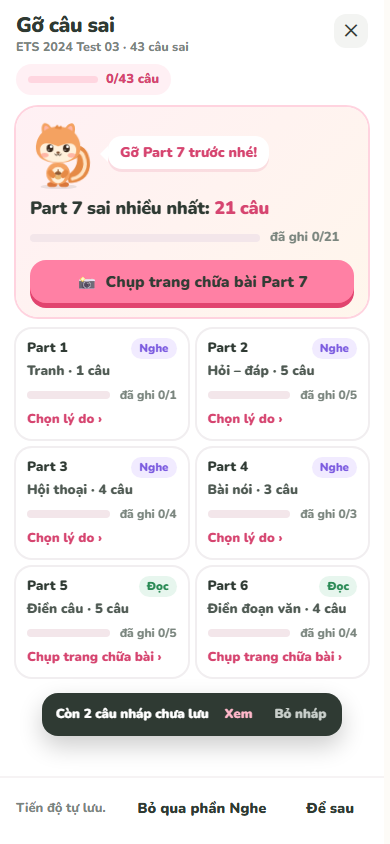 Gỡ câu sai
ETS 2024 Test 03 · 43 câu sai
0/43 câu
Gỡ Part 7 trước nhé!
Part 7 sai nhiều nhất: 21 câu
đã ghi 0/21
Chụp trang chữa bài Part 7
Part 1 Nghe
Tranh · 1 câu
đã ghi 0/1
Chọn lý do ›
Part 2 Nghe
Hỏi – đáp · 5 câu
đã ghi 0/5
Chọn lý do ›
Part 3 Nghe
Hội thoại · 4 câu
đã ghi 0/4
Chọn lý do ›
Part 4 Nghe
Bài nói · 3 câu
đã ghi 0/3
Chọn lý do ›
Part 5 Đọc
Điền câu · 5 câu
đã ghi 0/5
Chụp trang chữa bài ›
Part 6 Đọc
Điền đoạn văn · 4 câu
đã ghi 0/4
Chụp trang chữa bài ›
Còn 2 câu nháp chưa lưu Xem Bỏ nháp
Tiến độ tự lưu. Bỏ qua phần Nghe Để sau